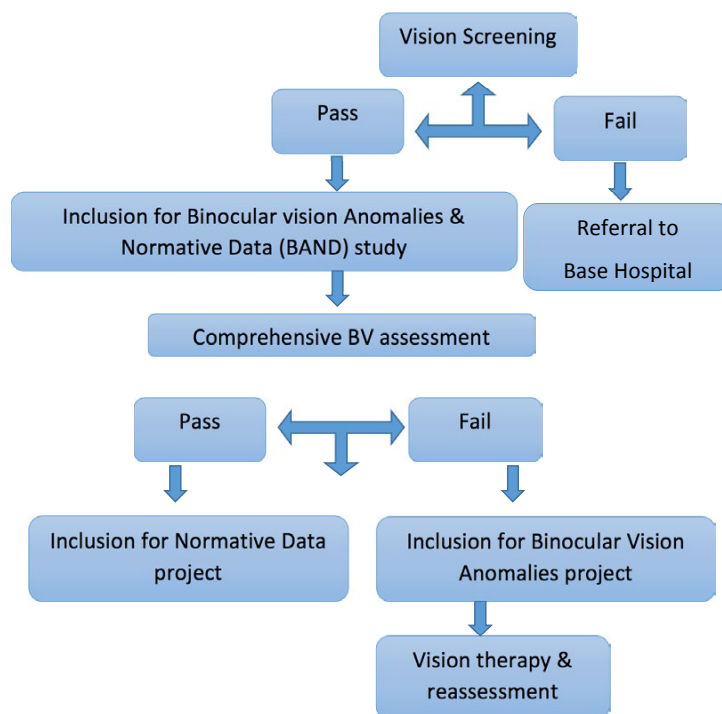 Vision Screening
Pass
Fail
Inclusion for Binocular vision Anomalies &
Normative Data (BAND) study
Referral to
Base Hospital
Comprehensive BV assessment
Pass
Fail
Inclusion for Normative Data
project
Inclusion for Binocular Vision
Anomalies project
Vision therapy &
reassessment